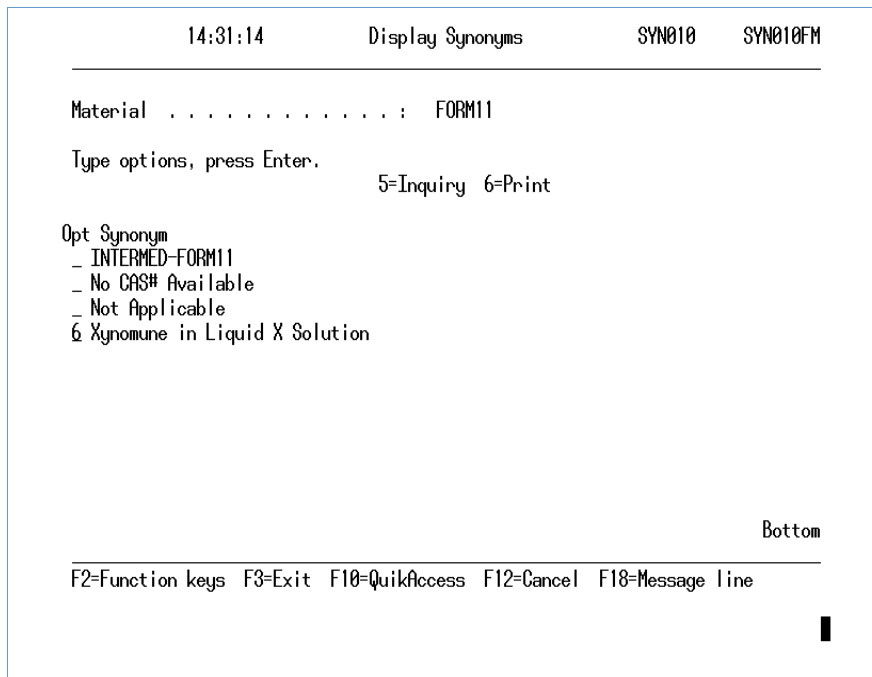 14:31:14 Display Synonyms SYN010 SYN010FM
Material . . . . . . . . . . . . . : FORM11
Type options, press Enter.
5=Inquiry 6=Print
Opt Synonym
_ INTERMED-FORM11
_ No CAS# Available
_ Not Applicable
6 Xynomune in Liquid X Solution
Bottom
F2=Function keys F3=Exit F10=QuikAccess F12=Cancel F18=Message line